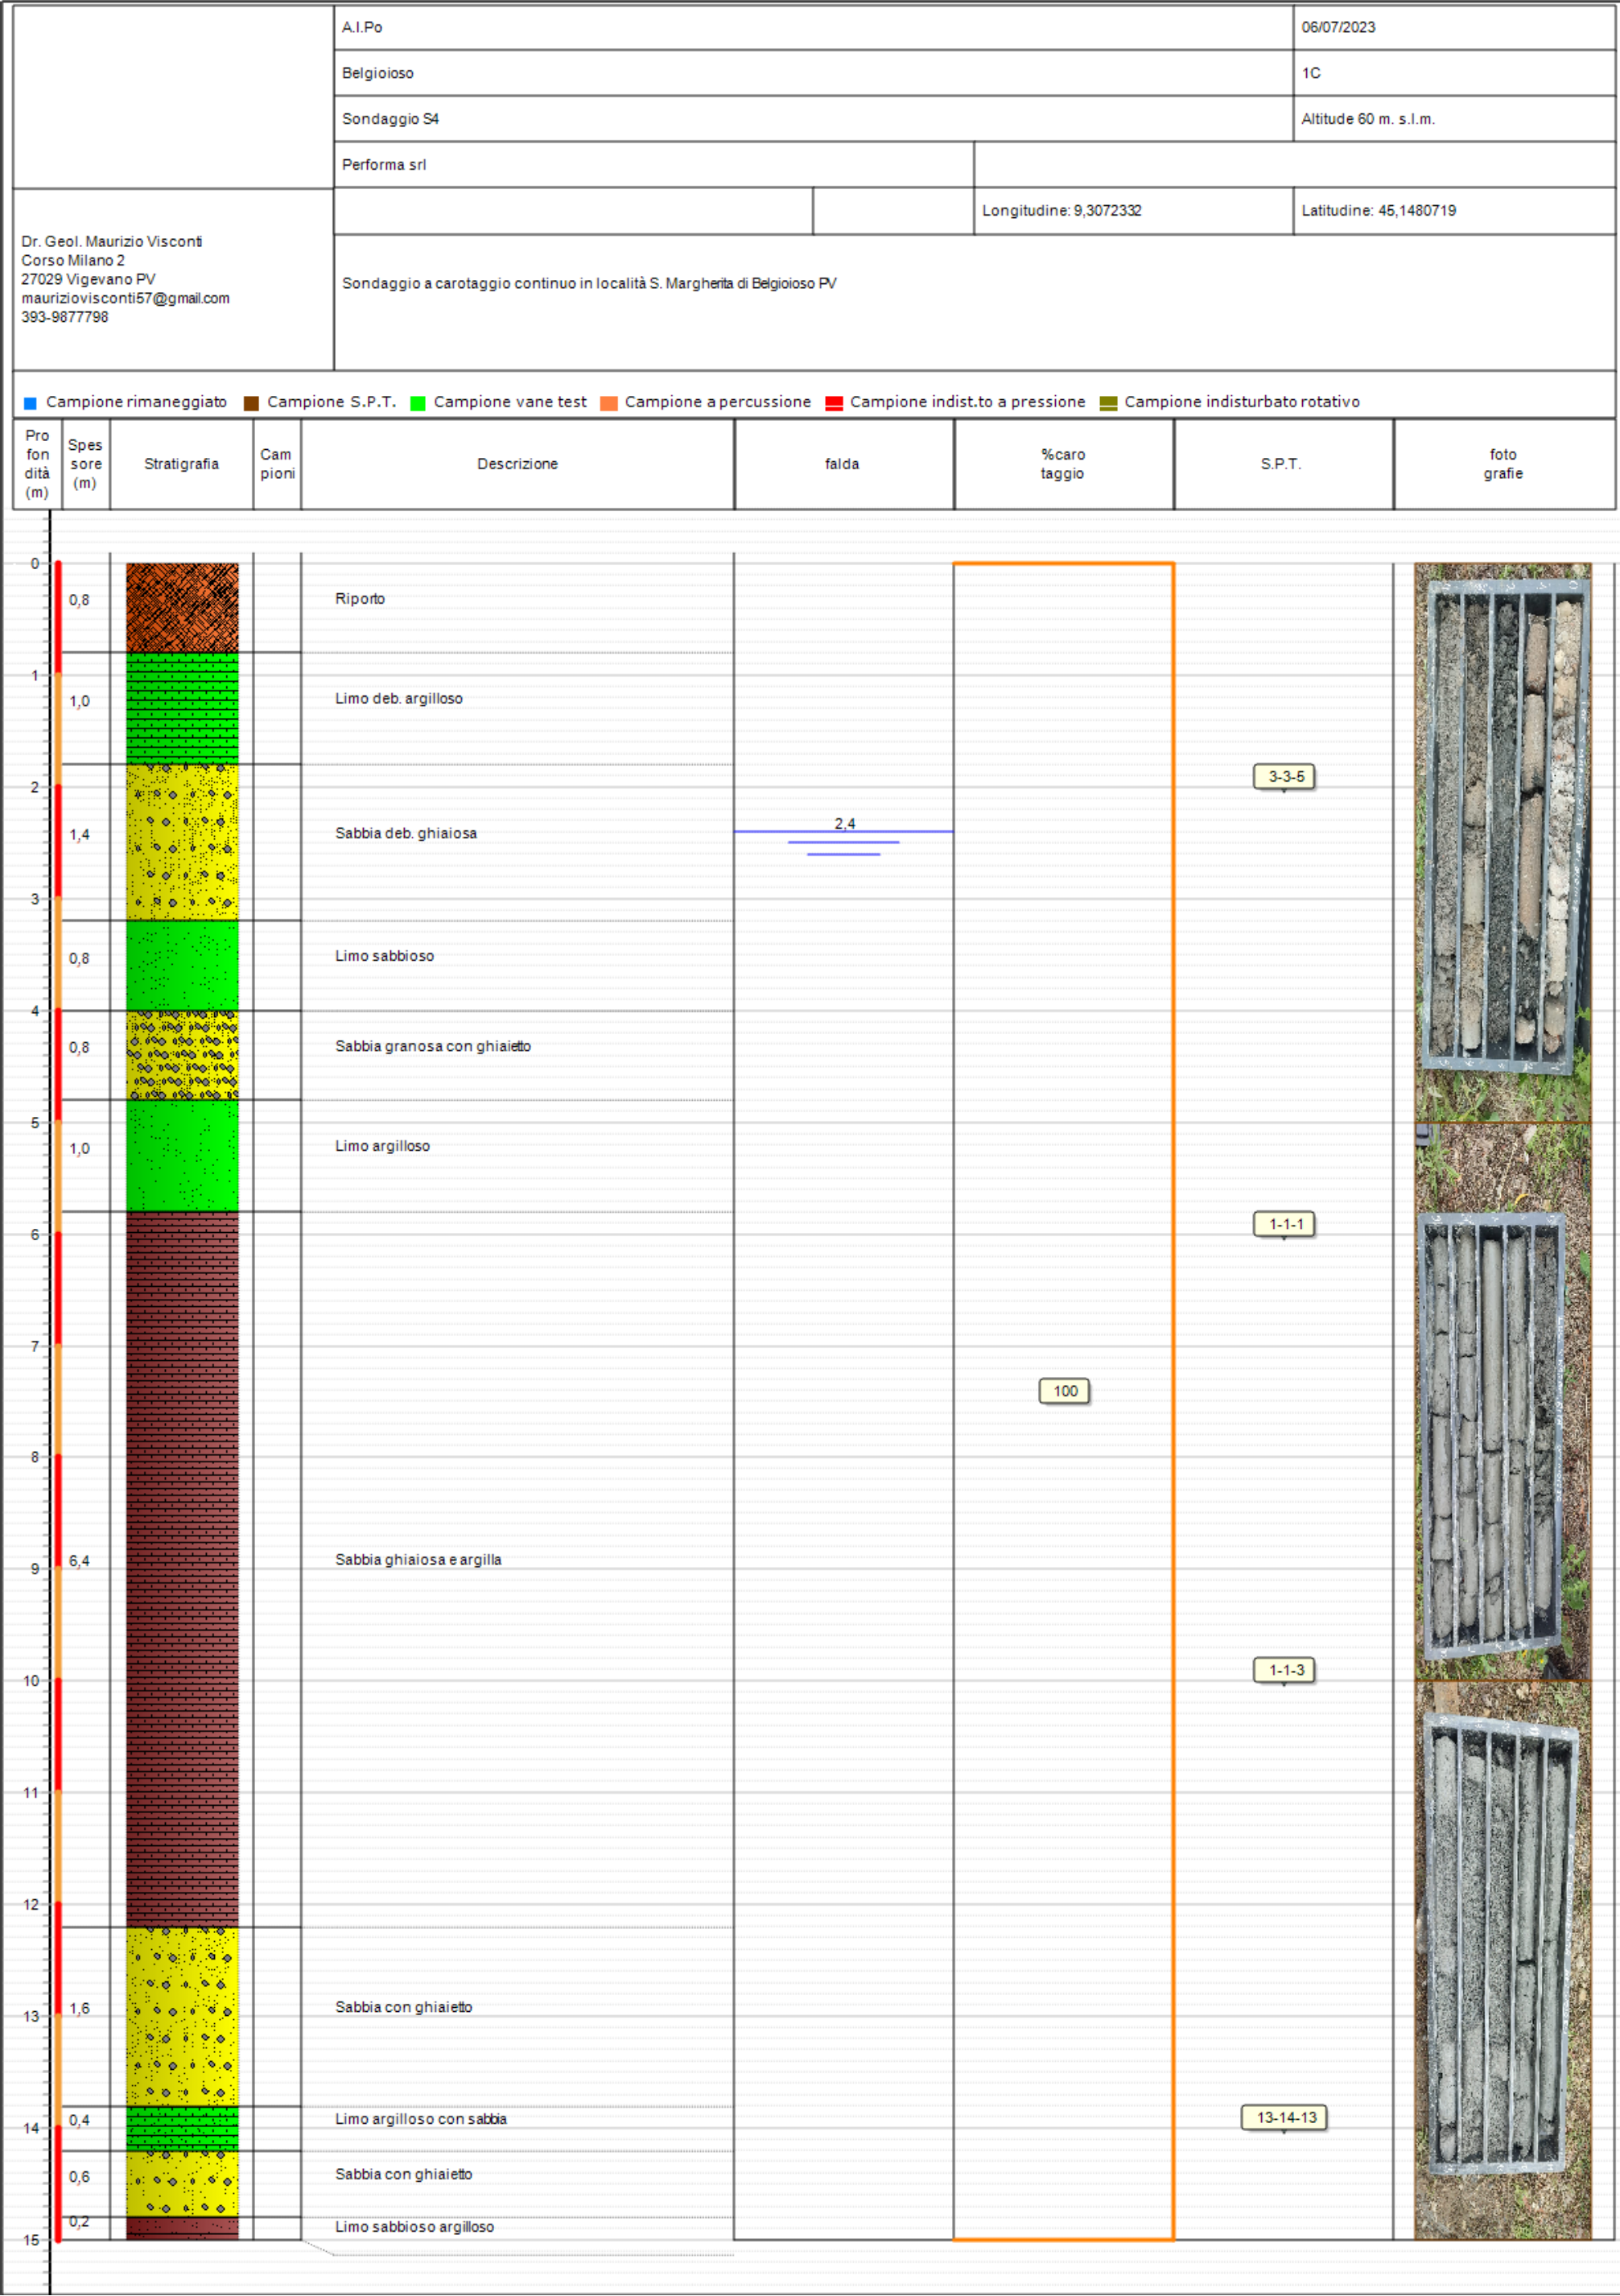 A.I.Po
06/07/2023
Belgioioso
1C
Sondaggio S4
Altitude 60 m. s.l.m.
Performa srl
Longitudine: 9,3072332
Latitudine: 45,1480719
Dr. Geol. Maurizio Visconti
Corso Milano 2
27029 Vigevano PV
mauriziovisconti57@gmail.com
393-9877798
Sondaggio a carotaggio continuo in località S. Margherita di Belgioioso PV
Campione rimaneggiato Campione S.P.T. Campione vane test Campione a percussione Campione indist.to a pressione Campione indisturbato rotativo
Pro
fon
dità
(m)
Spes
sore
(m)
Stratigrafia
Cam
pioni
Descrizione
falda
%caro
taggio
S.P.T.
foto
grafie
0
0,8
Riporto
1
1,0
Limo deb. argilloso
3-3-5
2
2,4
1,4
Sabbia deb. ghiaiosa
3
0,8
Limo sabbioso
4
0,8
Sabbia granosa con ghiaietto
5
1,0
Limo argilloso
1-1-1
6
7
100
8
6,4
Sabbia ghiaiosa e argilla
9
1-1-3
10
11
12
1,6
Sabbia con ghiaietto
13
0,4
Limo argilloso con sabbia
13-14-13
14
0,6
Sabbia con ghiaietto
0,2
Limo sabbioso argilloso
15